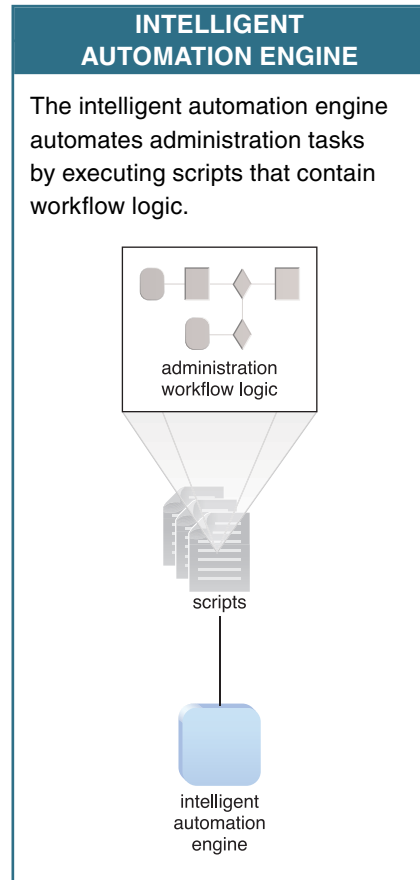 INTELLIGENT
AUTOMATION ENGINE
The intelligent automation engine
automates administration tasks
by executing scripts that contain
workflow logic.
administration
workflow logic
scripts
intelligent
automation
engine